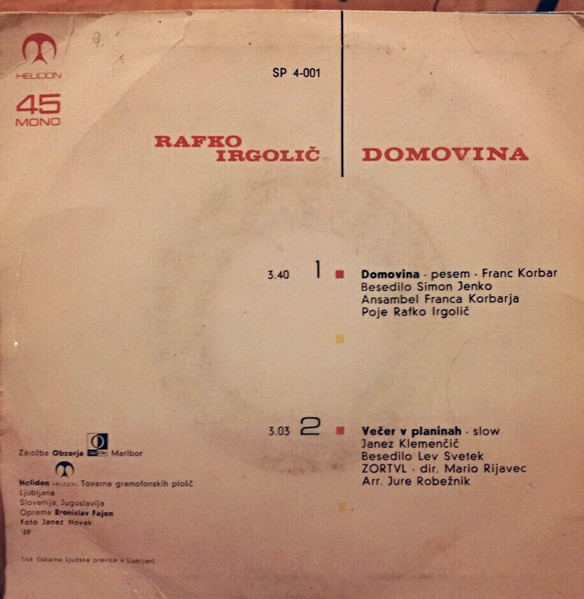 HELIDON
45
MONO
SP 4-001
RAFKO
IRGOLIČ
DOMOVINA
3.40 1 Domovina - pesem - Franc Korbar
Besedilo Simon Jenko
Ansambel Franca Korbarja
Poje Rafko Irgolič
3.03 2 Večer v planinah - slow
Janez Klemenčič
Besedilo Lev Svetek
ZORTVL - dir. Mario Rijavec
Arr. Jure Robežnik
Založba Obzorja Maribor
Helidon HELIDON Tovarna gramofonskih plošč
Ljubljana
Slovenija, Jugoslavija
Oprema Bronislav Fajon
Foto Janez Novak
'69
Tisk tiskarne Ljudske pravice v Ljubljani